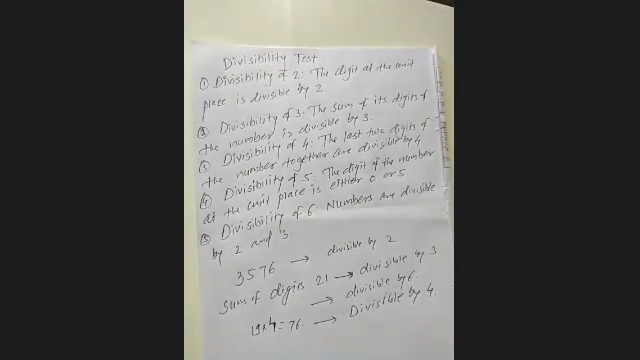 Divisibility Test
① Divisibility of 2: The digit at the unit
place is divisible by 2.
② Divisibility of 3: The sum of its digits of
the number is divisible by 3.
③ Divisibility of 4: The last two digits of
the number together are divisible by 4
④ Divisibility of 5: The digit of the number
at the unit place is either 0 or 5
⑤ Divisibility of 6: Numbers are divisible
by 2 and 3.
3576 → divisible by 2
sum of digits 21 → divisible by 3
→ divisible by 6.
19×4=76 → Divisible by 4.